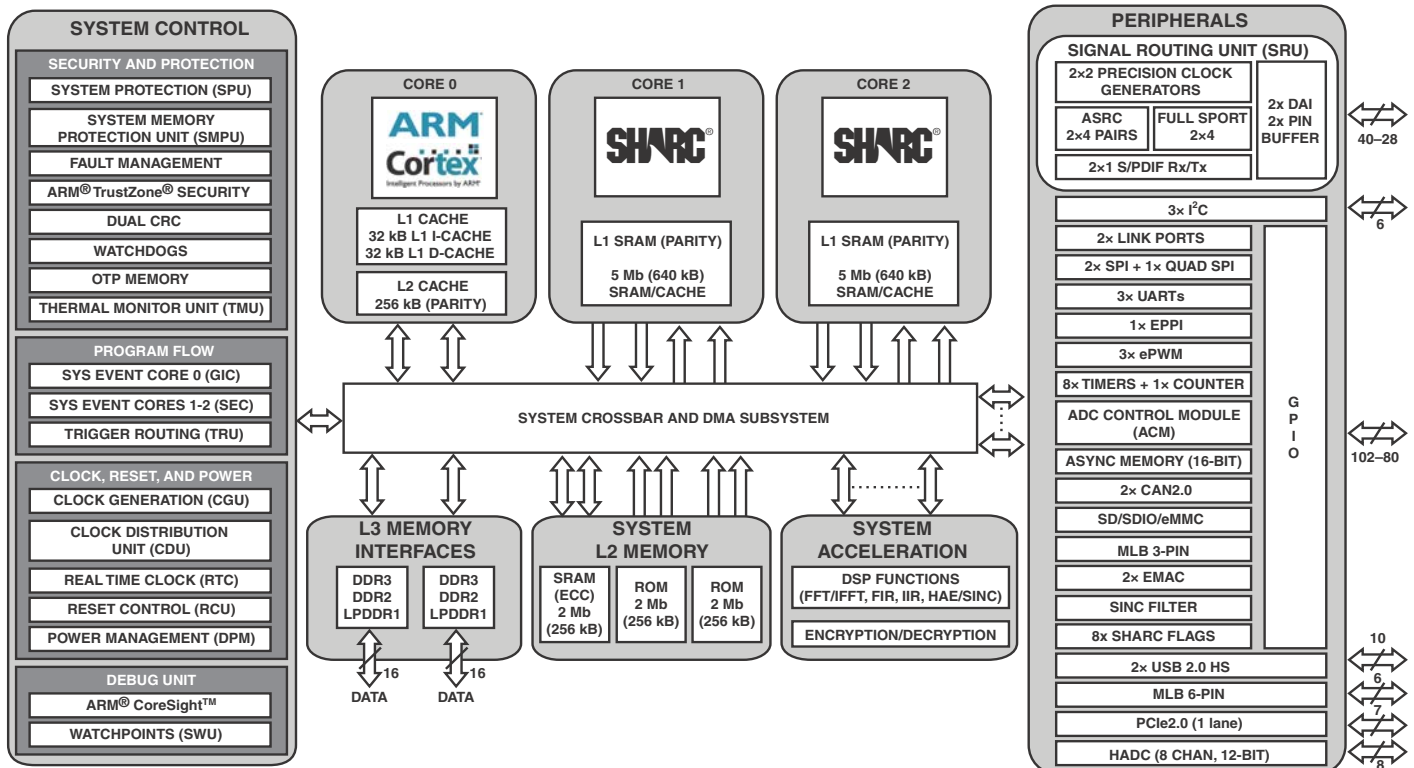 SYSTEM CONTROL
SECURITY AND PROTECTION
SYSTEM PROTECTION (SPU)
SYSTEM MEMORY
PROTECTION UNIT (SMPU)
FAULT MANAGEMENT
ARM® TrustZone® SECURITY
DUAL CRC
WATCHDOGS
OTP MEMORY
THERMAL MONITOR UNIT (TMU)
PROGRAM FLOW
SYS EVENT CORE 0 (GIC)
SYS EVENT CORES 1-2 (SEC)
TRIGGER ROUTING (TRU)
CLOCK, RESET, AND POWER
CLOCK GENERATION (CGU)
CLOCK DISTRIBUTION
UNIT (CDU)
REAL TIME CLOCK (RTC)
RESET CONTROL (RCU)
POWER MANAGEMENT (DPM)
DEBUG UNIT
ARM® CoreSight™
WATCHPOINTS (SWU)
CORE 0
ARM
Cortex
Intelligent Processors by ARM®
L1 CACHE
32 kB L1 I-CACHE
32 kB L1 D-CACHE
L2 CACHE
256 kB (PARITY)
CORE 1
SHARC®
L1 SRAM (PARITY)
5 Mb (640 kB)
SRAM/CACHE
CORE 2
SHARC®
L1 SRAM (PARITY)
5 Mb (640 kB)
SRAM/CACHE
SYSTEM CROSSBAR AND DMA SUBSYSTEM
L3 MEMORY
INTERFACES
DDR3
DDR2
LPDDR1
DDR3
DDR2
LPDDR1
16
16
DATA
DATA
SYSTEM
L2 MEMORY
SRAM
(ECC)
2 Mb
(256 kB)
ROM
2 Mb
(256 kB)
ROM
2 Mb
(256 kB)
SYSTEM
ACCELERATION
DSP FUNCTIONS
(FFT/IFFT, FIR, IIR, HAE/SINC)
ENCRYPTION/DECRYPTION
PERIPHERALS
SIGNAL ROUTING UNIT (SRU)
2×2 PRECISION CLOCK
GENERATORS
ASRC
2×4 PAIRS
FULL SPORT
2×4
2×1 S/PDIF Rx/Tx
2x DAI
2x PIN
BUFFER
40–28
3× I²C
6
2× LINK PORTS
2× SPI + 1× QUAD SPI
3× UARTs
1× EPPI
3× ePWM
8× TIMERS + 1× COUNTER
ADC CONTROL MODULE
(ACM)
ASYNC MEMORY (16-BIT)
2× CAN2.0
SD/SDIO/eMMC
MLB 3-PIN
2× EMAC
SINC FILTER
8x SHARC FLAGS
G
P
I
O
102–80
2× USB 2.0 HS
10
MLB 6-PIN
6
PCIe2.0 (1 lane)
7
HADC (8 CHAN, 12-BIT)
8